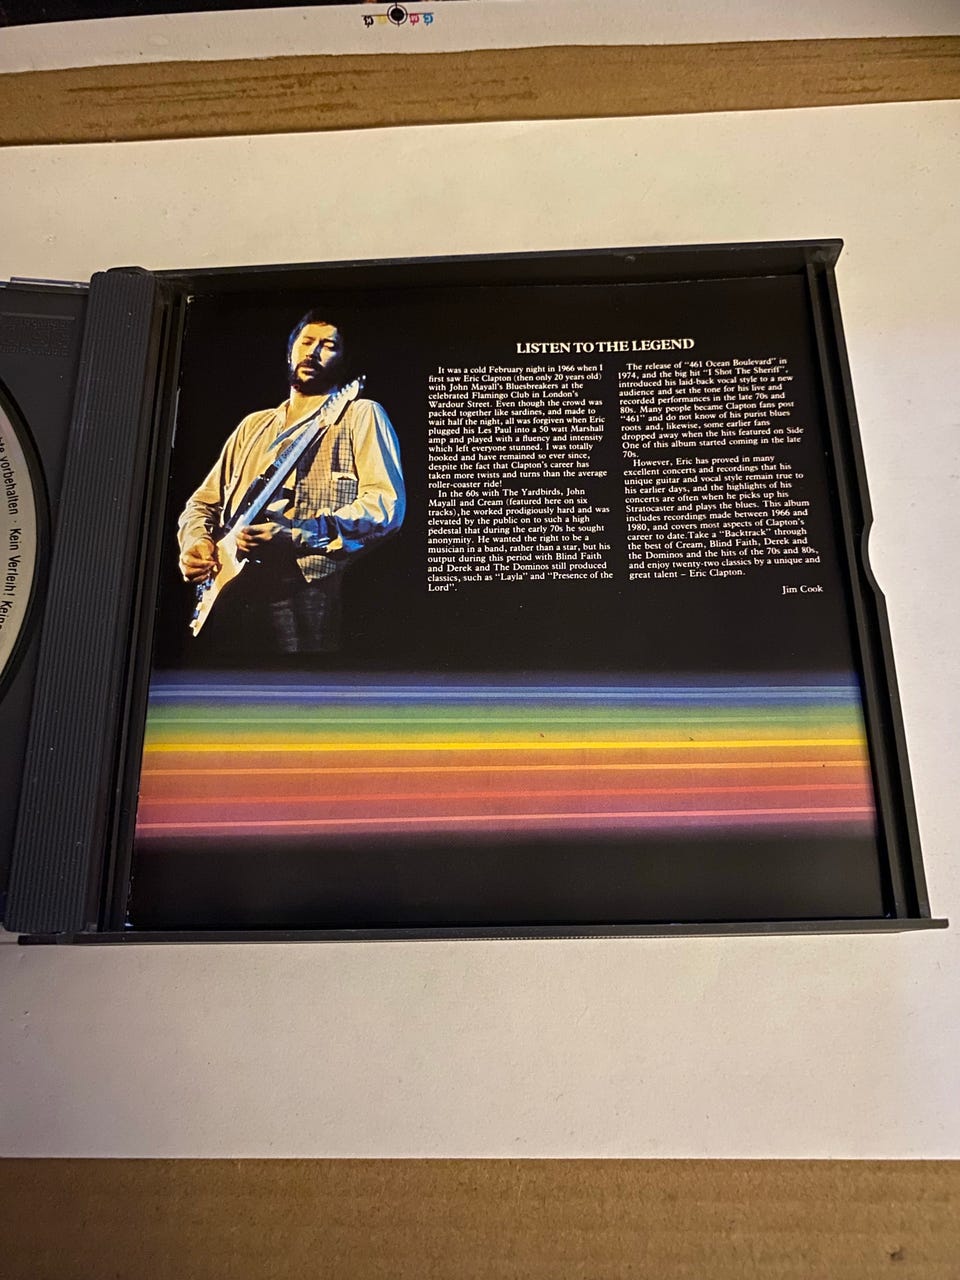 LISTEN TO THE LEGEND
It was a cold February night in 1966 when I
first saw Eric Clapton (then only 20 years old)
with John Mayall's Bluesbreakers at the
celebrated Flamingo Club in London's
Wardour Street. Even though the crowd was
packed together like sardines, and made to
wait half the night, all was forgiven when Eric
plugged his Les Paul into a 50 watt Marshall
amp and played with a fluency and intensity
which left everyone stunned. I was totally
hooked and have remained so ever since,
despite the fact that Clapton's career has
taken more twists and turns than the average
roller-coaster ride!
In the 60s with The Yardbirds, John
Mayall and Cream (featured here on six
tracks), he worked prodigiously hard and was
elevated by the public on to such a high
pedestal that during the early 70s he sought
anonymity. He wanted the right to be a
musician in a band, rather than a star, but his
output during this period with Blind Faith
and Derek and The Dominos still produced
classics, such as "Layla" and "Presence of the
Lord".
The release of "461 Ocean Boulevard" in
1974, and the big hit "I Shot The Sheriff",
introduced his laid-back vocal style to a new
audience and set the tone for his live and
recorded performances in the late 70s and
80s. Many people became Clapton fans post
"461" and do not know of his purist blues
roots and, likewise, some earlier fans
dropped away when the hits featured on Side
One of this album started coming in the late
70s.
However, Eric has proved in many
excellent concerts and recordings that his
unique guitar and vocal style remain true to
his earlier days, and the highlights of his
concerts are often when he picks up his
Stratocaster and plays the blues. This album
includes recordings made between 1966 and
1980, and covers most aspects of Clapton's
career to date. Take a "Backtrack" through
the best of Cream, Blind Faith, Derek and
the Dominos and the hits of the 70s and 80s,
and enjoy twenty-two classics by a unique and
great talent – Eric Clapton.
Jim Cook
vorbehalten · Kein Verleih! Keine